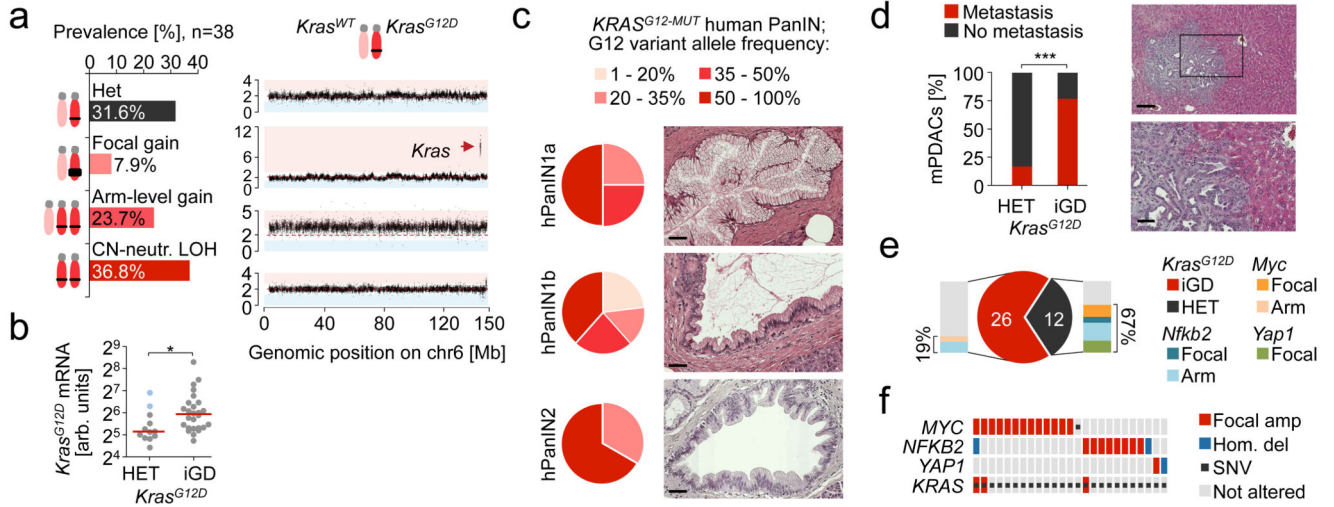 a
Prevalence [%], n=38
0 10 20 30 40
Het
31.6%
Focal gain
7.9%
Arm-level gain
23.7%
CN-neutr. LOH
36.8%
KrasWT KrasG12D
4
2
0
12
8
4
2
0
Kras
4
2
0
4
2
0
0 40 80 120 150
Genomic position on chr6 [Mb]
b
KrasG12D mRNA
[arb. units]
29
28
27
26
25
24
*
HET iGD
KrasG12D
c
KRASG12-MUT human PanIN;
G12 variant allele frequency:
1 - 20% 35 - 50%
20 - 35% 50 - 100%
hPanIN1a
hPanIN1b
hPanIN2
d
Metastasis
No metastasis
***
mPDACs [%]
100
75
50
25
0
HET iGD
KrasG12D
e
19%
26
12
67%
KrasG12D Myc
iGD Focal
HET Arm
Nfkb2 Yap1
Focal Focal
Arm
f
MYC
NFKB2
YAP1
KRAS
Focal amp
Hom. del
SNV
Not altered